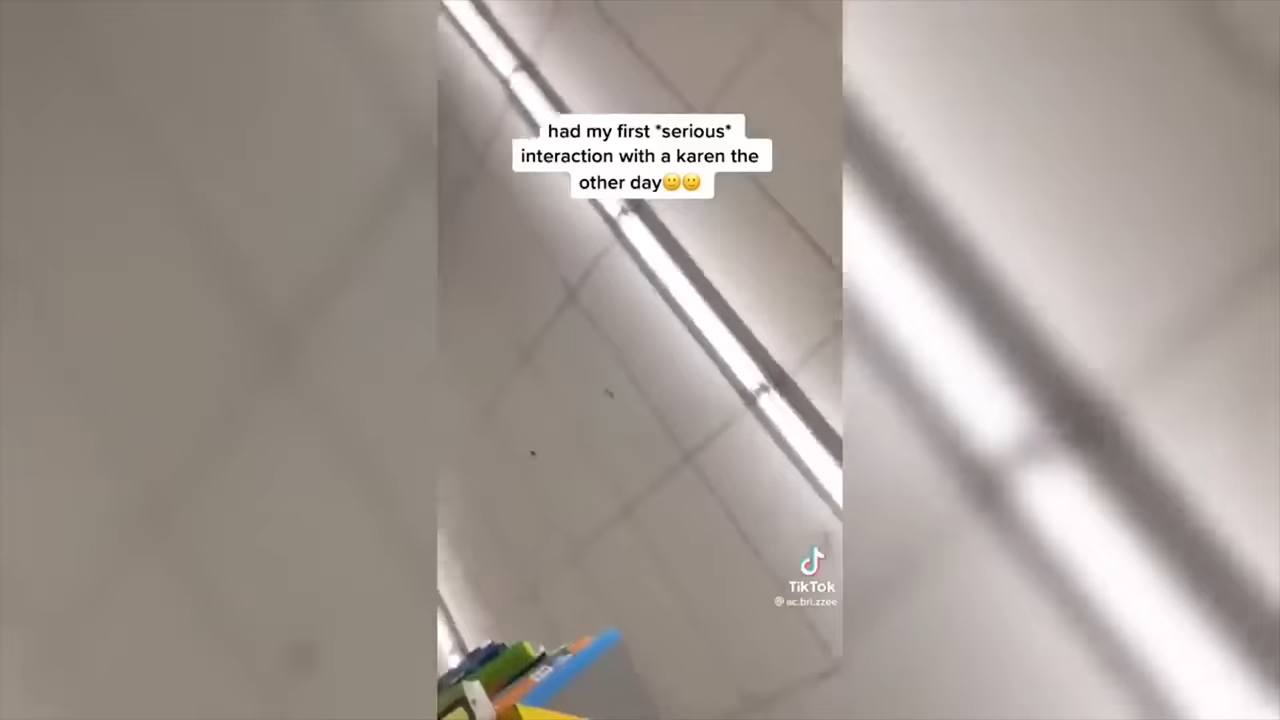 had my first *serious*
interaction with a karen the
other day🙂🙂
TikTok
@ac.bri.zzee